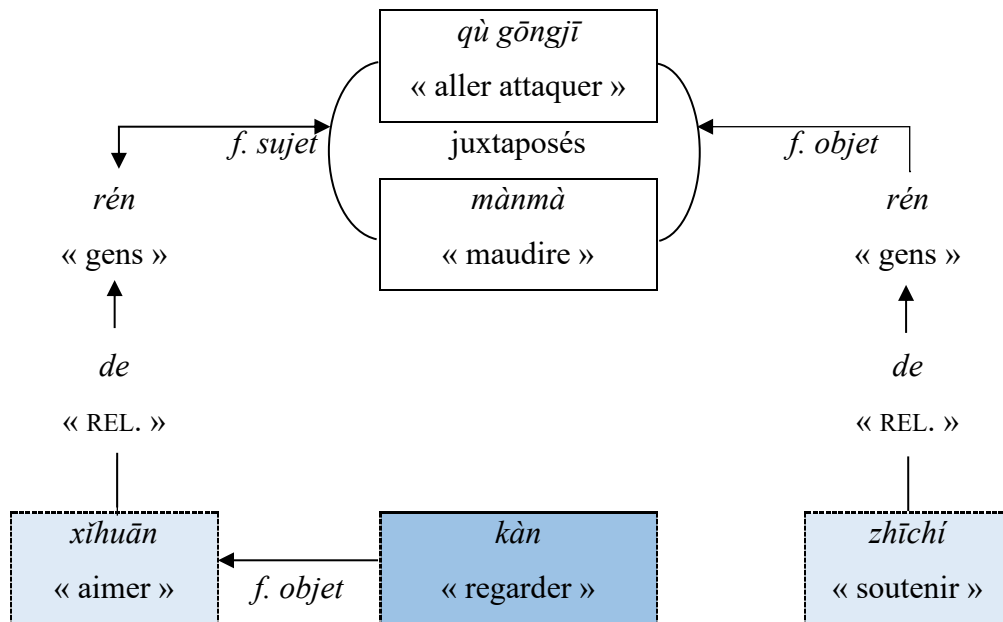 qù gōngjī
« aller attaquer »
f. sujet
juxtaposés
f. objet
rén
« gens »
mànmà
« maudire »
rén
« gens »
de
« REL. »
de
« REL. »
xǐhuān
« aimer »
f. objet
kàn
« regarder »
zhīchí
« soutenir »